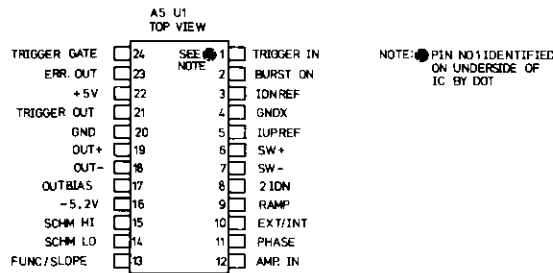 A5 U1
TOP VIEW
TRIGGER GATE 24 SEE NOTE 1 TRIGGER IN
ERR. OUT 23 2 BURST ON
+5V 22 3 IDNREF
TRIGGER OUT 21 4 GNDX
GND 20 5 IUPREF
OUT+ 19 6 SW+
OUT- 18 7 SW-
OUTBIAS 17 8 2IDN
-5.2V 16 9 RAMP
SCHM HI 15 10 EXT/INT
SCHM LO 14 11 PHASE
FUNC/SLOPE 13 12 AMP. IN
NOTE: PIN NO 1 IDENTIFIED
ON UNDERSIDE OF
IC BY DOT